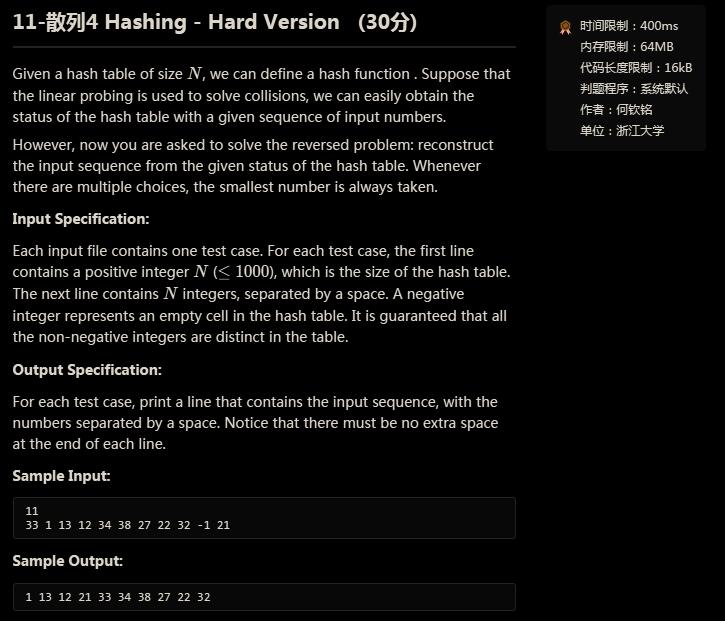 11-散列4 Hashing - Hard Version (30分)
Given a hash table of size N, we can define a hash function . Suppose that
the linear probing is used to solve collisions, we can easily obtain the
status of the hash table with a given sequence of input numbers.
However, now you are asked to solve the reversed problem: reconstruct
the input sequence from the given status of the hash table. Whenever
there are multiple choices, the smallest number is always taken.
Input Specification:
Each input file contains one test case. For each test case, the first line
contains a positive integer N (≤ 1000), which is the size of the hash table.
The next line contains N integers, separated by a space. A negative
integer represents an empty cell in the hash table. It is guaranteed that all
the non-negative integers are distinct in the table.
Output Specification:
For each test case, print a line that contains the input sequence, with the
numbers separated by a space. Notice that there must be no extra space
at the end of each line.
Sample Input:
11
33 1 13 12 34 38 27 22 32 -1 21
Sample Output:
1 13 12 21 33 34 38 27 22 32
时间限制：400ms
内存限制：64MB
代码长度限制：16kB
判题程序：系统默认
作者：何钦铭
单位：浙江大学